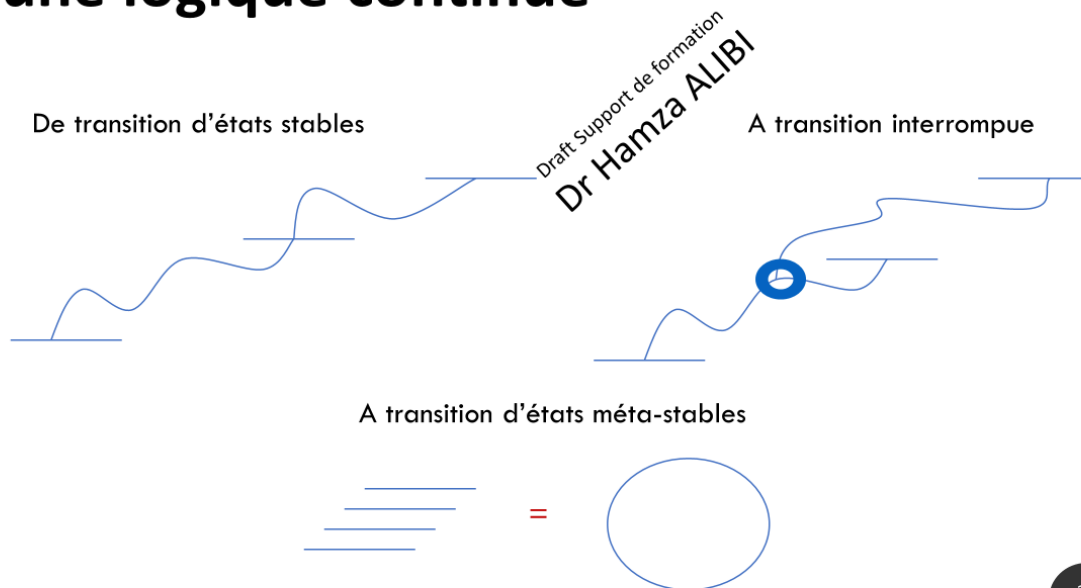 une logique continue
De transition d'états stables
Draft Support de formation
Dr Hamza ALIBI
A transition interrompue
A transition d'états méta-stables
=